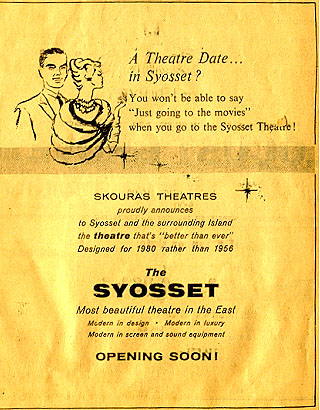 A Theatre Date...
in Syosset?
You won't be able to say
"Just going to the movies"
when you go to the Syosset Theatre!
SKOURAS THEATRES
proudly announces
to Syosset and the surrounding Island
the theatre that's "better than ever"
Designed for 1980 rather than 1956
The
SYOSSET
Most beautiful theatre in the East
Modern in design • Modern in luxury
Modern in screen and sound equipment
OPENING SOON!